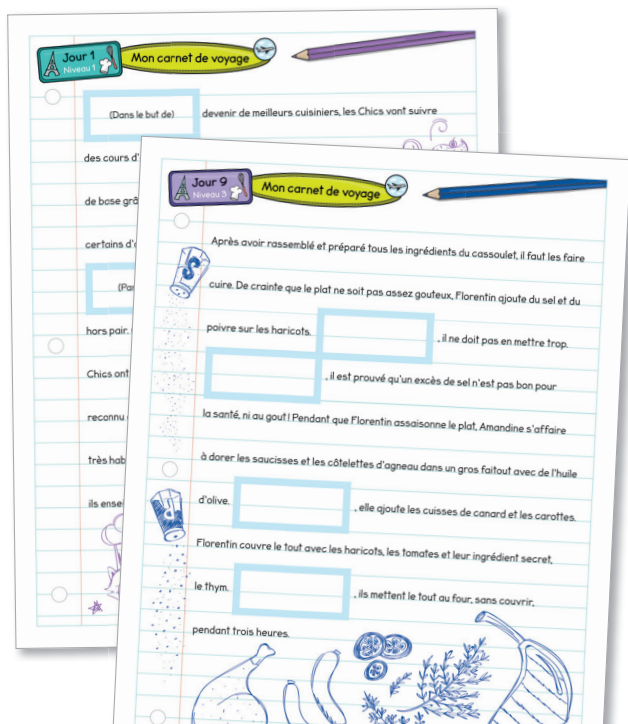 Jour 1
Niveau 1
Mon carnet de voyage
(Dans le but de) devenir de meilleurs cuisiniers, les Chics vont suivre
des cours d'
de base grâ
certains d'
(Par
hors pair.
Chics ont
reconnu
très hab
ils ense
Jour 9
Niveau 3
Mon carnet de voyage
Après avoir rassemblé et préparé tous les ingrédients du cassoulet, il faut les faire
cuire. De crainte que le plat ne soit pas assez gouteux, Florentin ajoute du sel et du
poivre sur les haricots. , il ne doit pas en mettre trop.
, il est prouvé qu'un excès de sel n'est pas bon pour
la santé, ni au gout! Pendant que Florentin assaisonne le plat, Amandine s'affaire
à dorer les saucisses et les côtelettes d'agneau dans un gros faitout avec de l'huile
d'olive. , elle ajoute les cuisses de canard et les carottes.
Florentin couvre le tout avec les haricots, les tomates et leur ingrédient secret,
le thym. , ils mettent le tout au four, sans couvrir,
pendant trois heures.
S